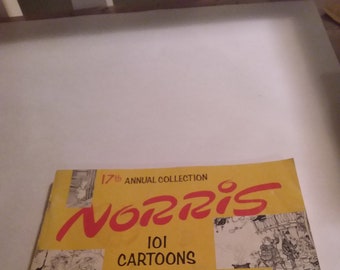 17th ANNUAL COLLECTION
NORRIS
101
CARTOONS